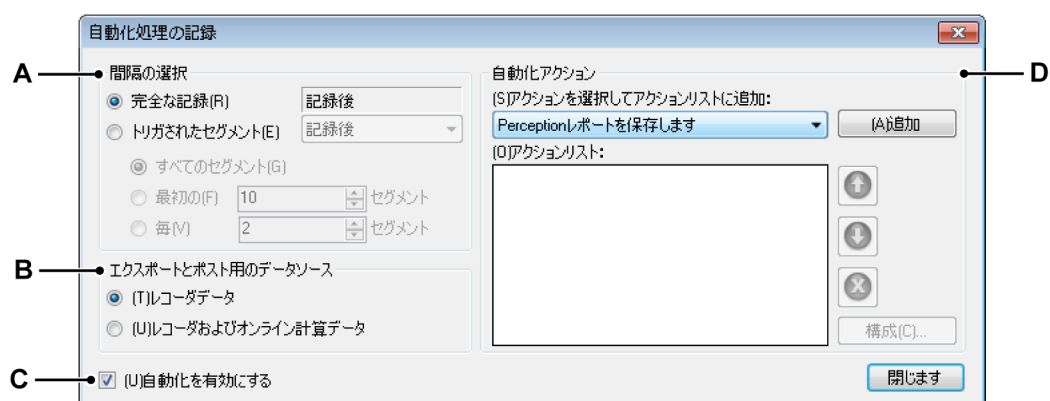 自動化処理の記録
A
間隔の選択
完全な記録(R)
記録後
トリガされたセグメント(E)
記録後
すべてのセグメント(G)
最初の(F)
10
セグメント
毎(V)
2
セグメント
B
エクスポートとポスト用のデータソース
(T)レコーダデータ
(U)レコーダおよびオンライン計算データ
C
(U)自動化を有効にする
D
自動化アクション
(S)アクションを選択してアクションリストに追加:
Perceptionレポートを保存します
(A)追加
(O)アクションリスト:
構成(C)...
閉じます